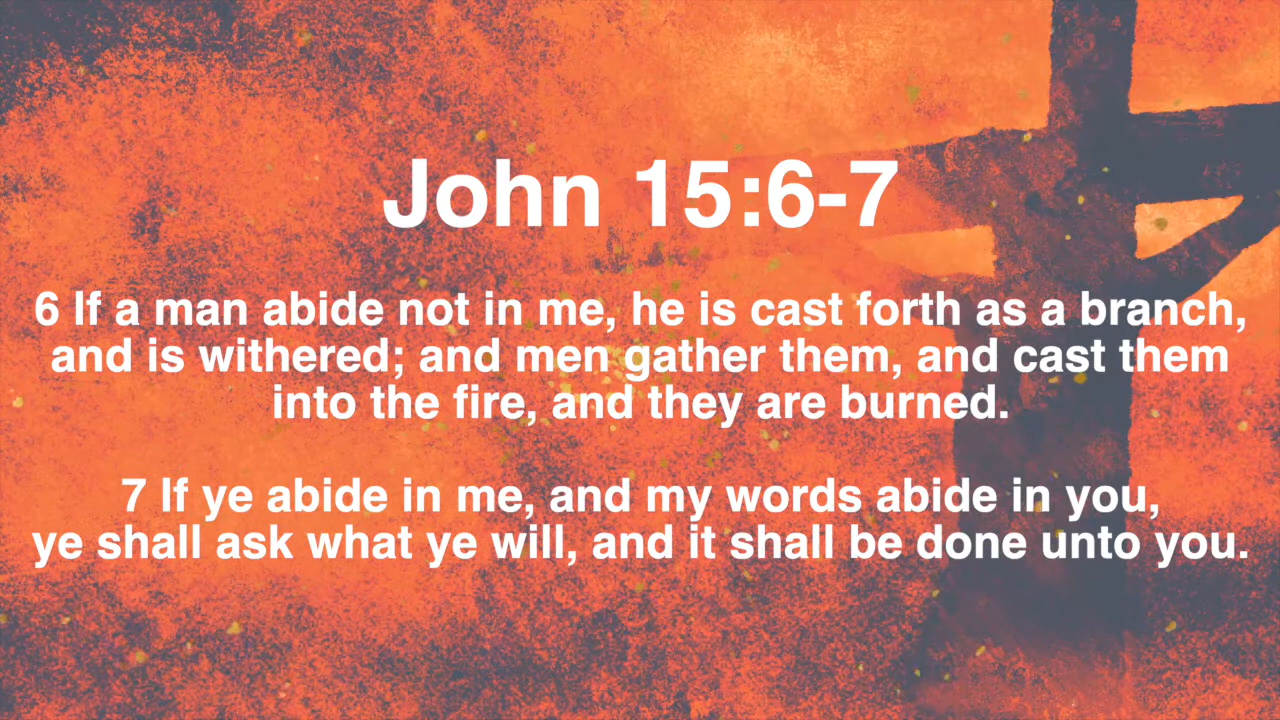 John 15:6-7
6 If a man abide not in me, he is cast forth as a branch,
and is withered; and men gather them, and cast them
into the fire, and they are burned.
7 If ye abide in me, and my words abide in you,
ye shall ask what ye will, and it shall be done unto you.